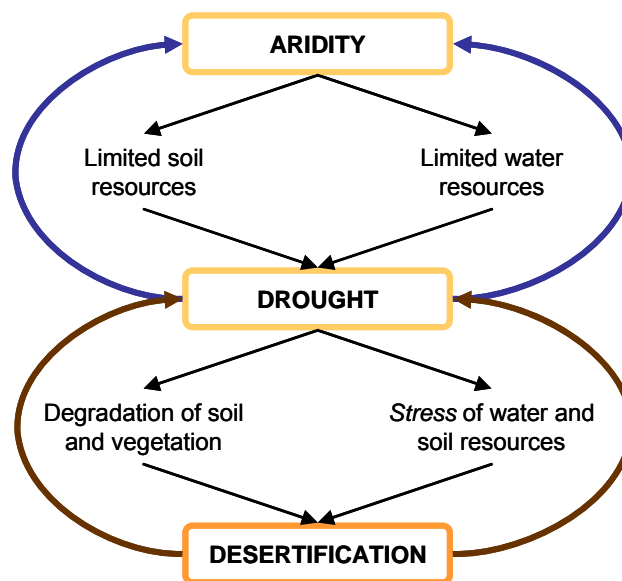 ARIDITY
Limited soil
resources
Limited water
resources
DROUGHT
Degradation of soil
and vegetation
Stress of water and
soil resources
DESERTIFICATION